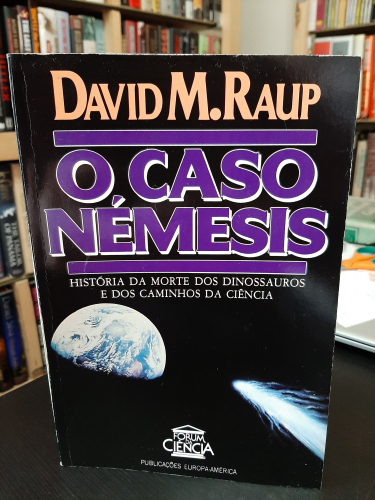 DAVID M. RAUP
O CASO
NÉMESIS
HISTÓRIA DA MORTE DOS DINOSSAUROS
E DOS CAMINHOS DA CIÊNCIA
FORUM
DA
CIÊNCIA
PUBLICAÇÕES EUROPA-AMÉRICA